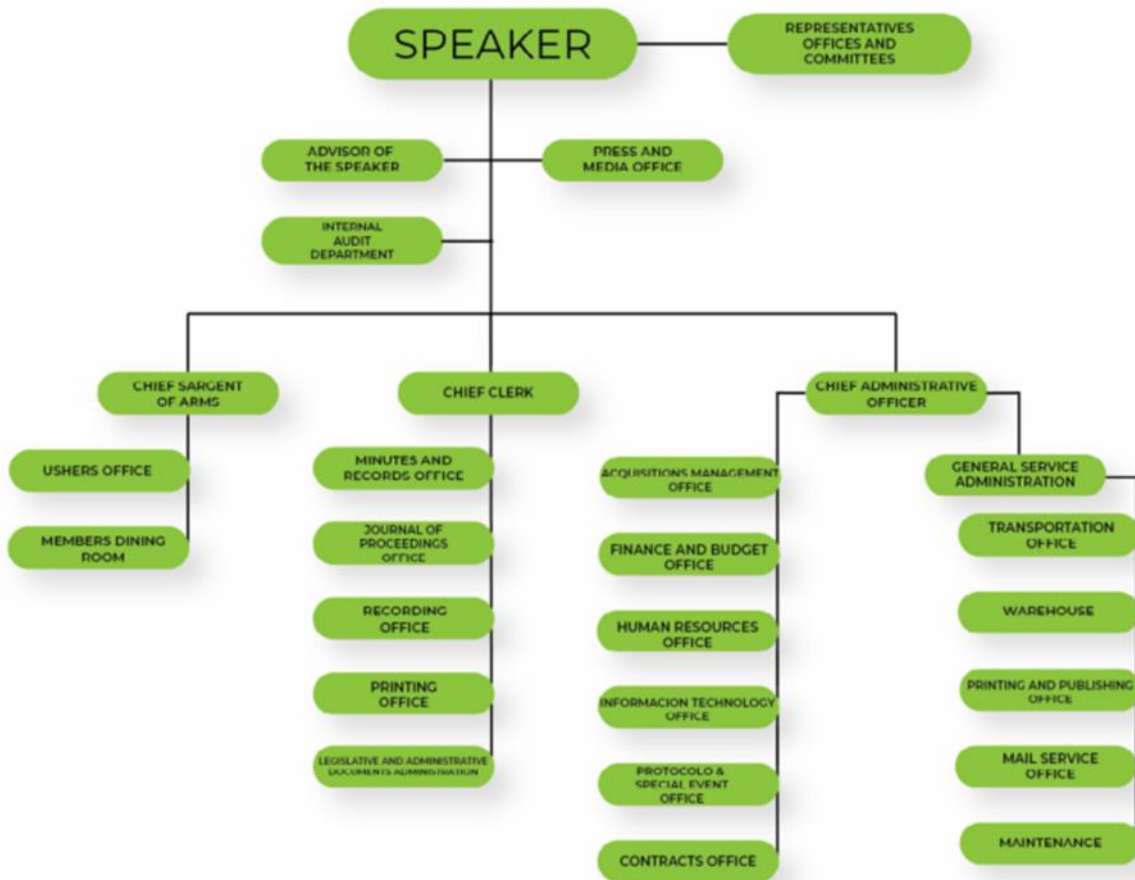 SPEAKER
REPRESENTATIVES
OFFICES AND
COMMITTEES
ADVISOR OF
THE SPEAKER
PRESS AND
MEDIA OFFICE
INTERNAL
AUDIT
DEPARTMENT
CHIEF SARGENT
OF ARMS
CHIEF CLERK
CHIEF ADMINISTRATIVE
OFFICER
USHERS OFFICE
MEMBERS DINING
ROOM
MINUTES AND
RECORDS OFFICE
JOURNAL OF
PROCEEDINGS
OFFICE
RECORDING
OFFICE
PRINTING
OFFICE
LEGISLATIVE AND ADMINISTRATIVE
DOCUMENTS ADMINISTRATION
ACQUISITIONS MANAGEMENT
OFFICE
FINANCE AND BUDGET
OFFICE
HUMAN RESOURCES
OFFICE
INFORMACION TECHNOLOGY
OFFICE
PROTOCOLO &
SPECIAL EVENT
OFFICE
CONTRACTS OFFICE
GENERAL SERVICE
ADMINISTRATION
TRANSPORTATION
OFFICE
WAREHOUSE
PRINTING AND PUBLISHING
OFFICE
MAIL SERVICE
OFFICE
MAINTENANCE